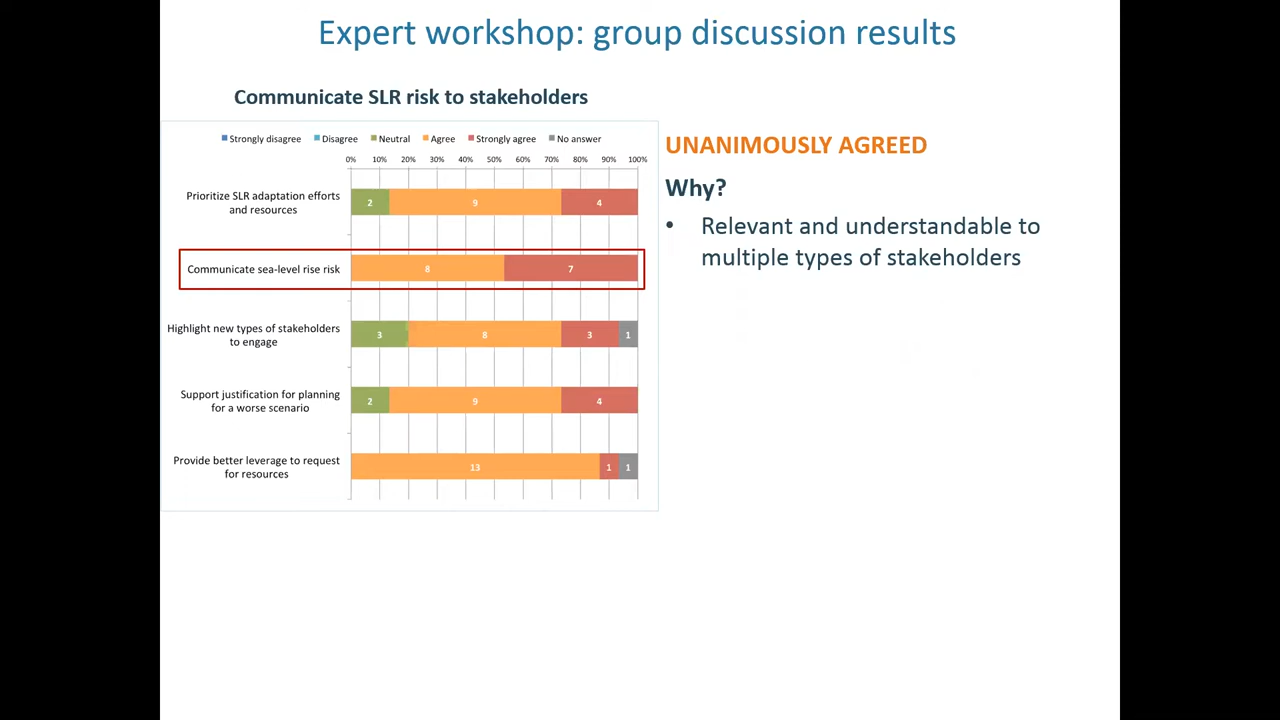 Expert workshop: group discussion results
Communicate SLR risk to stakeholders
Strongly disagree Disagree Neutral Agree Strongly agree No answer
0% 10% 20% 30% 40% 50% 60% 70% 80% 90% 100%
Prioritize SLR adaptation efforts
and resources
2 9 4
Communicate sea-level rise risk
8 7
Highlight new types of stakeholders
to engage
3 8 3 1
Support justification for planning
for a worse scenario
2 9 4
Provide better leverage to request
for resources
13 1 1
UNANIMOUSLY AGREED
Why?
• Relevant and understandable to
multiple types of stakeholders